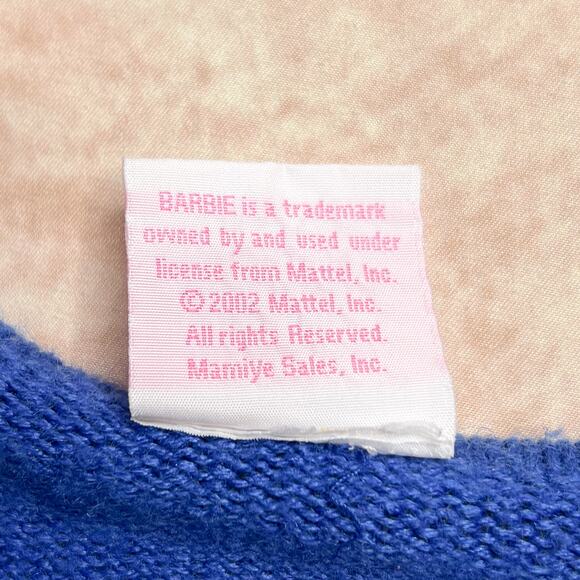 BARBIE is a trademark
owned by and used under
license from Mattel, Inc.
© 2002 Mattel, Inc.
All rights Reserved.
Mamiye Sales, Inc.